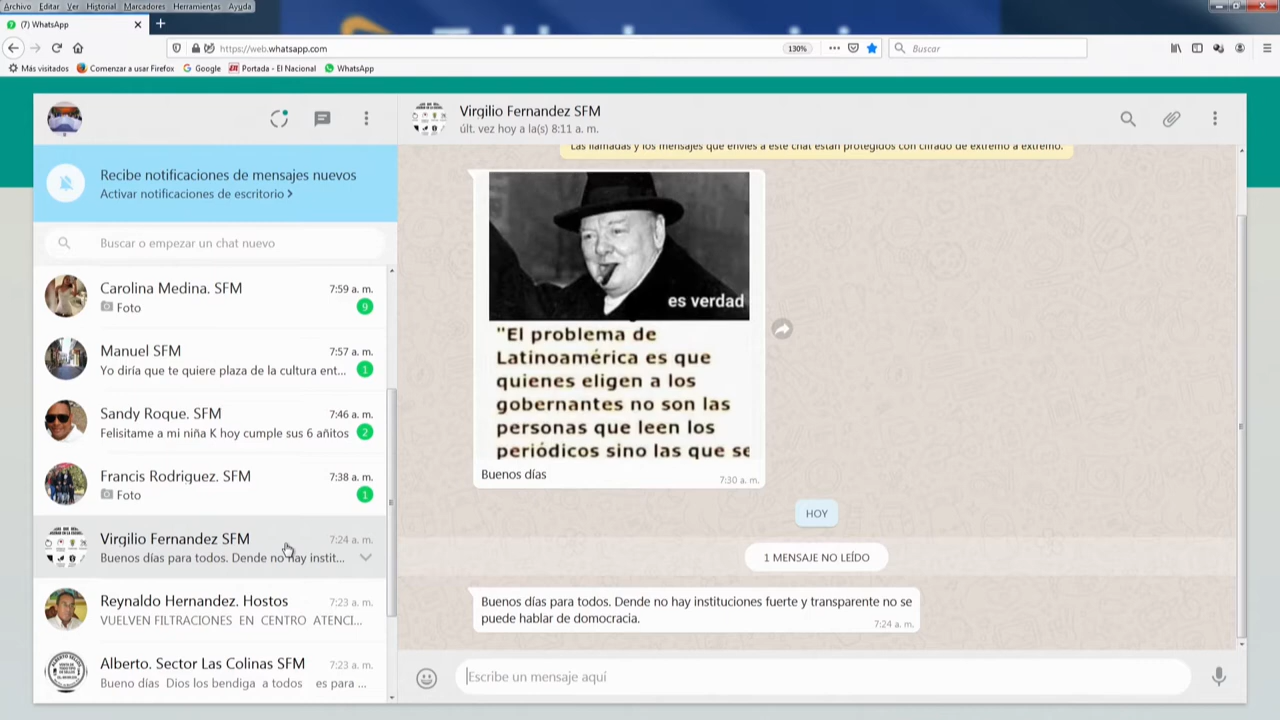 Archivo Editar Ver Historial Marcadores Herramientas Ayuda
(7) WhatsApp
https://web.whatsapp.com
130%
Buscar
Más visitados Comenzar a usar Firefox Google Portada - El Nacional WhatsApp
Virgilio Fernandez SFM
últ. vez hoy a la(s) 8:11 a. m.
Recibe notificaciones de mensajes nuevos
Activar notificaciones de escritorio
Buscar o empezar un chat nuevo
Carolina Medina. SFM 7:59 a. m.
Foto 9
Manuel SFM 7:57 a. m.
Yo diría que te quiere plaza de la cultura ent... 1
Sandy Roque. SFM 7:46 a. m.
Felisitame a mi niña K hoy cumple sus 6 añitos 2
Francis Rodriguez. SFM 7:38 a. m.
Foto 1
Virgilio Fernandez SFM 7:24 a. m.
Buenos días para todos. Dende no hay instit...
Reynaldo Hernandez. Hostos 7:23 a. m.
VUELVEN FILTRACIONES EN CENTRO ATENCI...
Alberto. Sector Las Colinas SFM 7:23 a. m.
Bueno días Dios los bendiga a todos es para ...
Las llamadas y los mensajes que envíes a este chat están protegidos con cifrado de extremo a extremo.
es verdad
"El problema de
Latinoamérica es que
quienes eligen a los
gobernantes no son las
personas que leen los
periódicos sino las que se
Buenos días
7:30 a. m.
HOY
1 MENSAJE NO LEÍDO
Buenos días para todos. Dende no hay instituciones fuerte y transparente no se
puede hablar de domocracia.
7:24 a. m.
Escribe un mensaje aquí